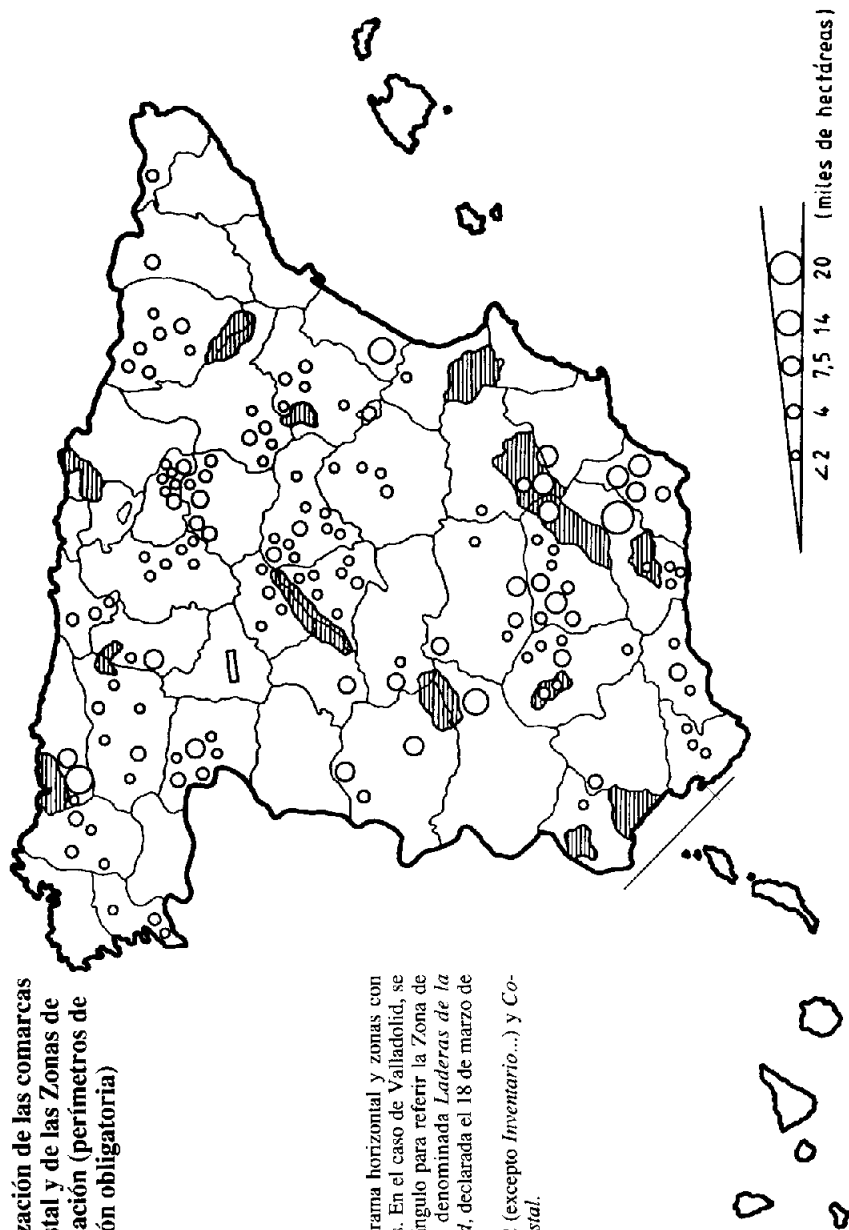 zación de las comarcas
stal y de las Zonas de
ación (perímetros de
ón obligatoria)
rama horizontal y zonas con
s. En el caso de Valladolid, se
ngulo para referir la Zona de
denominada Laderas de la
d, declarada el 18 de marzo de
(excepto Inventario...) y Co-
stal.
<2 4 7,5 14 20 (miles de hectáreas)